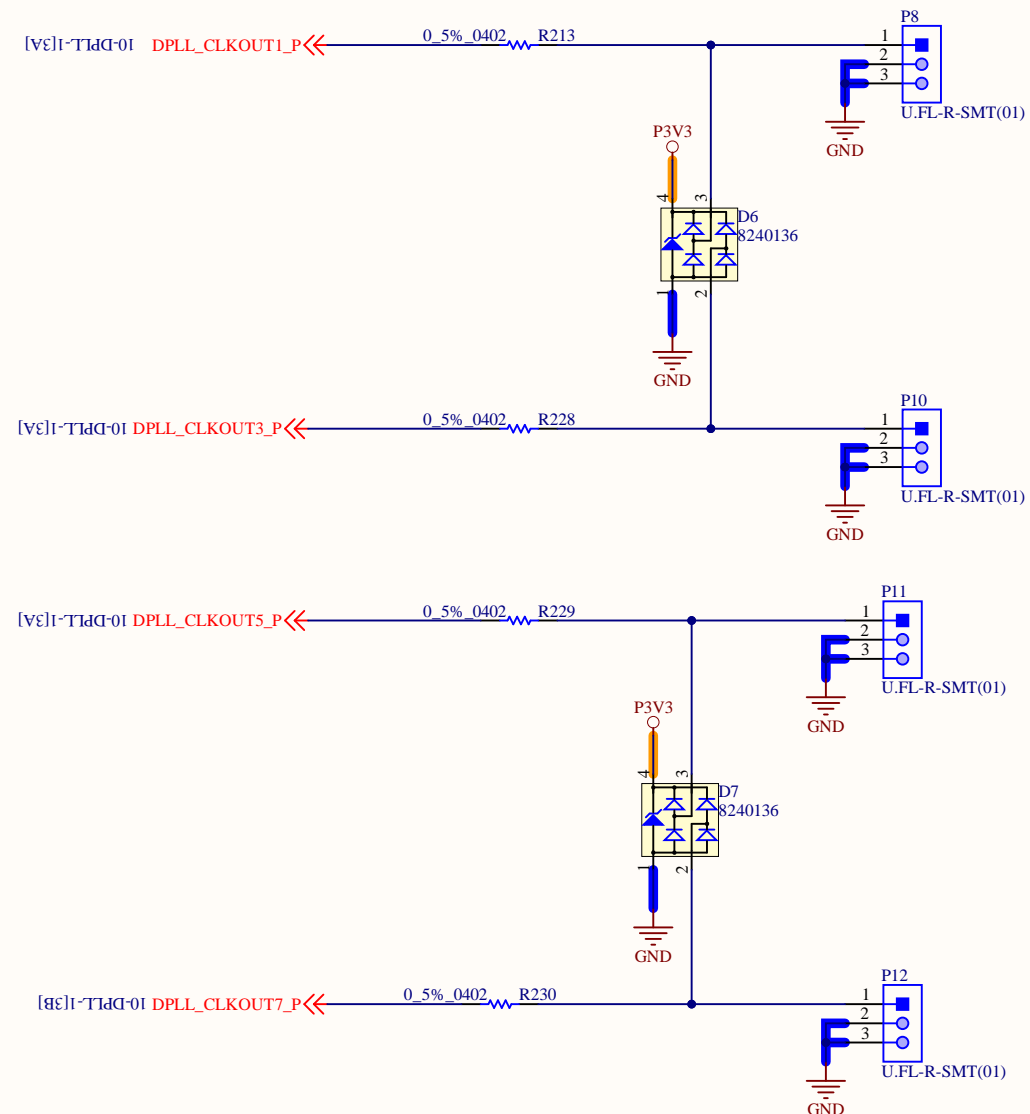 P8
10-DPLL-1[3A] DPLL_CLKOUT1_P 0_5%_0402 R213 1
2
3
U.FL-R-SMT(01)
GND
P3V3
4 3
D6
8240136
1 2
GND
P10
10-DPLL-1[3A] DPLL_CLKOUT3_P 0_5%_0402 R228 1
2
3
U.FL-R-SMT(01)
GND
P11
10-DPLL-1[3A] DPLL_CLKOUT5_P 0_5%_0402 R229 1
2
3
U.FL-R-SMT(01)
GND
P3V3
4 3
D7
8240136
1 2
GND
P12
10-DPLL-1[3B] DPLL_CLKOUT7_P 0_5%_0402 R230 1
2
3
U.FL-R-SMT(01)
GND